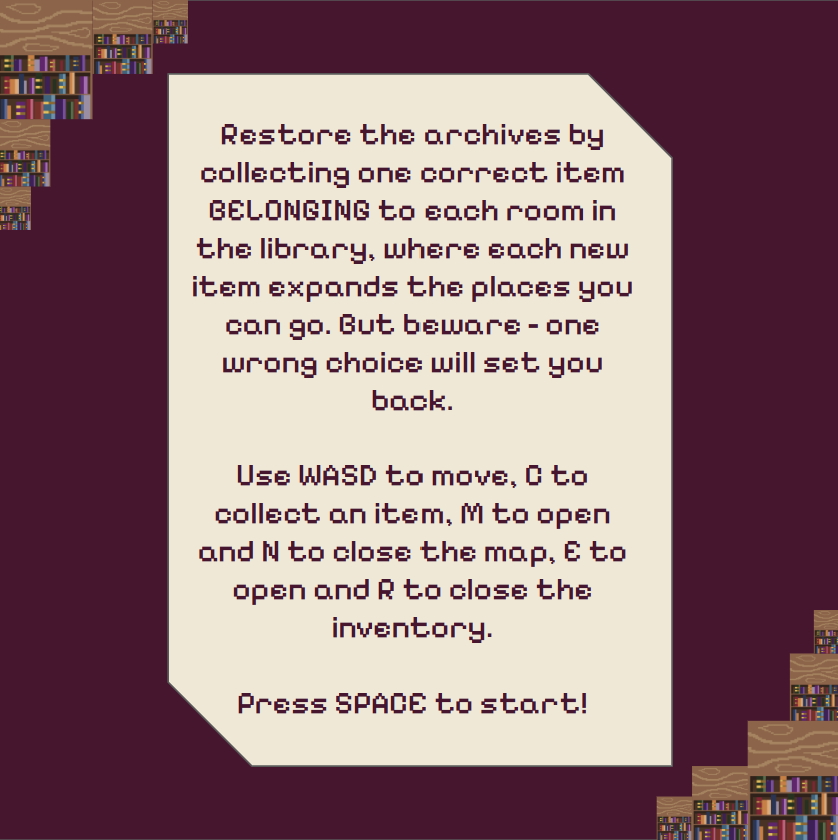 Restore the archives by
collecting one correct item
BELONGING to each room in
the library, where each new
item expands the places you
can go. But beware - one
wrong choice will set you
back.
Use WASD to move, C to
collect an item, M to open
and N to close the map, E to
open and R to close the
inventory.
Press SPACE to start!